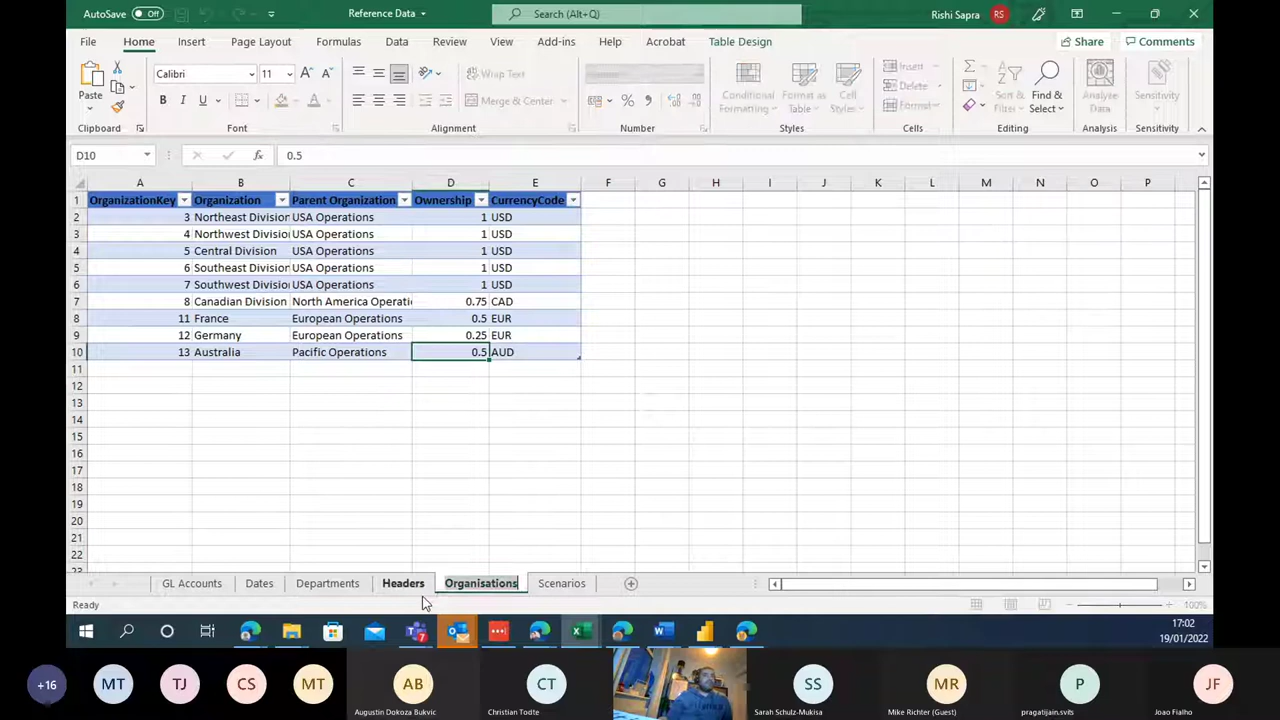 AutoSave Off Reference Data Search (Alt+Q) Rishi Sapra RS
File Home Insert Page Layout Formulas Data Review View Add-ins Help Acrobat Table Design Share Comments
Paste Calibri 11 Wrap Text Merge & Center Conditional Formatting Format as Table Cell Styles Insert Delete Format Sort & Filter Find & Select Analyze Data Sensitivity
Clipboard Font Alignment Number Styles Cells Editing Analysis Sensitivity
D10 0.5
A B C D E F G H I J K L M N O P
1 OrganizationKey Organization Parent Organization Ownership CurrencyCode
2 3 Northeast Division USA Operations 1 USD
3 4 Northwest Divisio USA Operations 1 USD
4 5 Central Division USA Operations 1 USD
5 6 Southeast Division USA Operations 1 USD
6 7 Southwest Division USA Operations 1 USD
7 8 Canadian Division North America Operati 0.75 CAD
8 11 France European Operations 0.5 EUR
9 12 Germany European Operations 0.25 EUR
10 13 Australia Pacific Operations 0.5 AUD
11
12
13
14
15
16
17
18
19
20
21
22
23
GL Accounts Dates Departments Headers Organisations Scenarios
Ready 100%
17:02
19/01/2022
+16 MT TJ CS MT AB CT SS MR P JF
Augustin Dokoza Bukvic Christian Todte Sarah Schulz-Mukisa Mike Richter (Guest) pragatijain.svits Joao Fialho